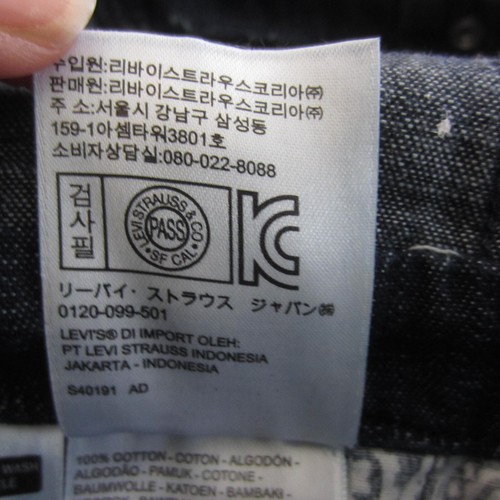 수입원:리바이스트라우스코리아㈜
판매원:리바이스트라우스코리아㈜
주 소:서울시 강남구 삼성동
159-1아셈타워3801호
소비자상담실:080-022-8088
검사필
LEVI STRAUSS & CO
PASS
• SF CAL •
KC
リーバイ・ストラウス ジャパン㈱
0120-099-501
LEVI'S® DI IMPORT OLEH:
PT LEVI STRAUSS INDONESIA
JAKARTA - INDONESIA
S40191 AD
WASH
100% COTTON - COTON - ALGODÓN -
ALGODÃO - PAMUK - COTONE -
BAUMWOLLE - KATOEN - BAMBAKI -